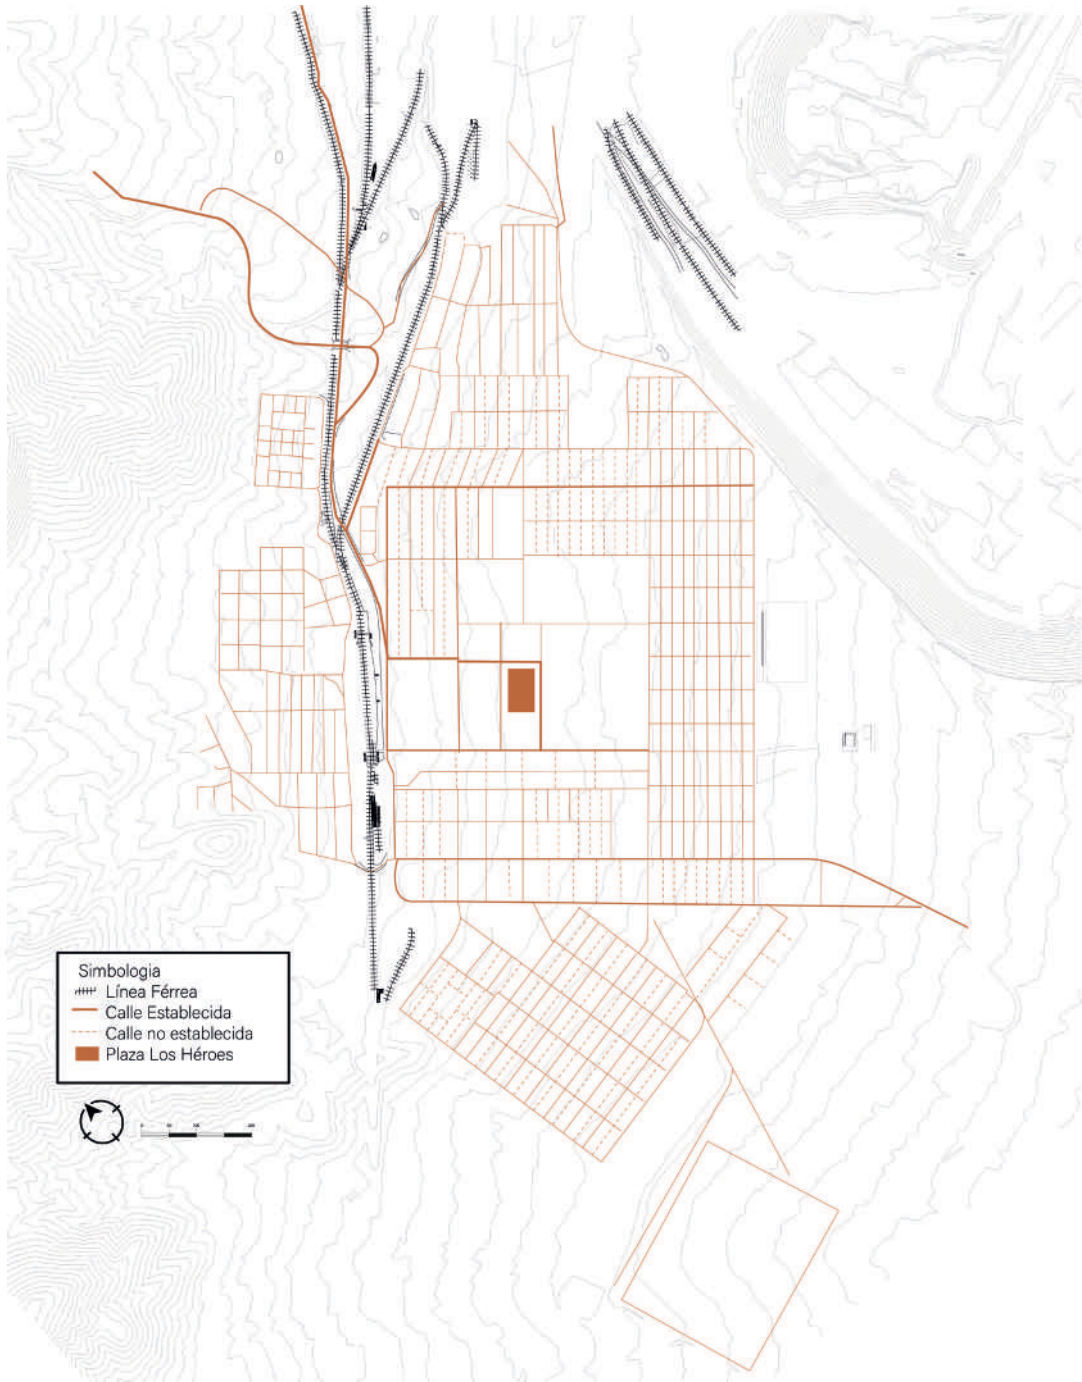 Simbologia
Línea Férrea
Calle Establecida
Calle no establecida
Plaza Los Héroes